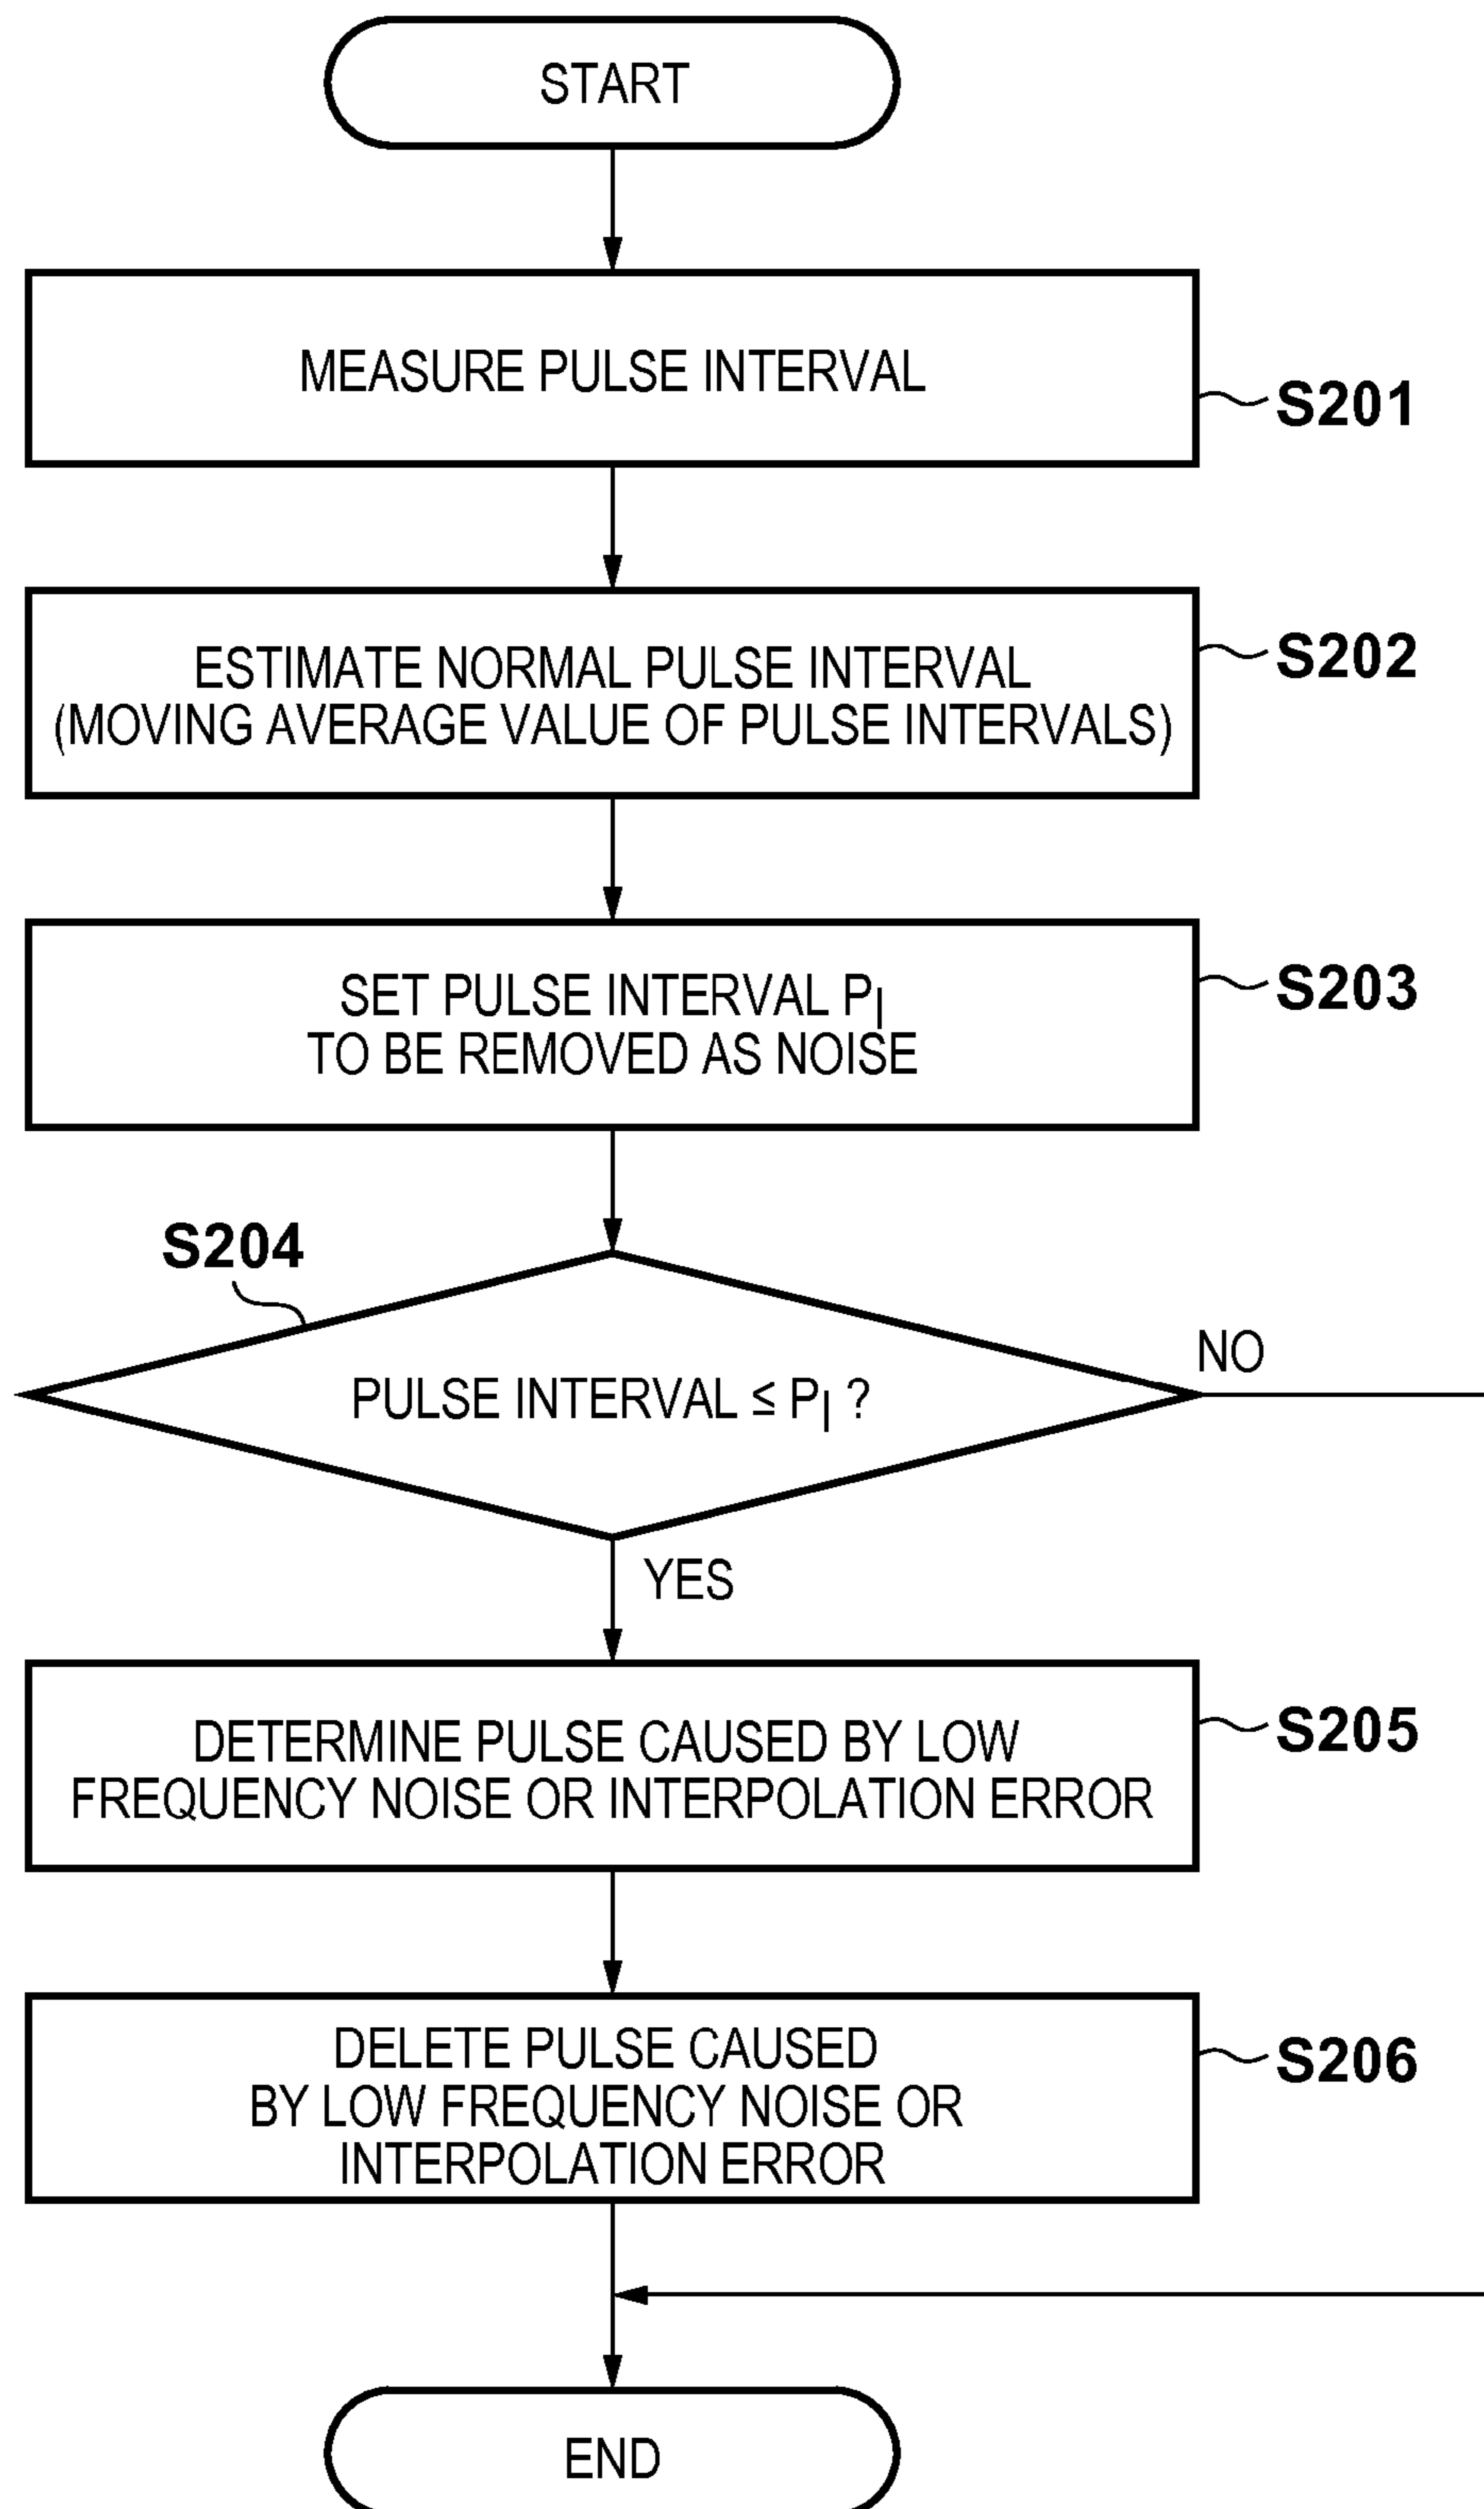 START
MEASURE PULSE INTERVAL
S201
ESTIMATE NORMAL PULSE INTERVAL
(MOVING AVERAGE VALUE OF PULSE INTERVALS)
S202
SET PULSE INTERVAL PI
TO BE REMOVED AS NOISE
S203
S204
PULSE INTERVAL ≤ PI ?
NO
YES
DETERMINE PULSE CAUSED BY LOW
FREQUENCY NOISE OR INTERPOLATION ERROR
S205
DELETE PULSE CAUSED
BY LOW FREQUENCY NOISE OR
INTERPOLATION ERROR
S206
END